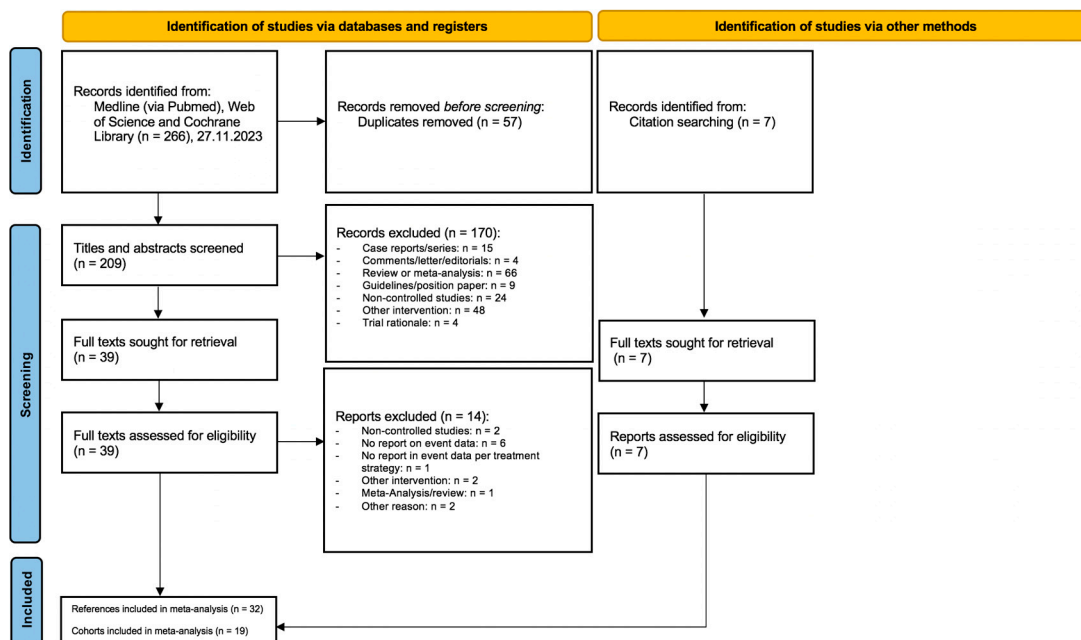 Identification of studies via databases and registers
Identification of studies via other methods
Identification
Records identified from:
Medline (via Pubmed), Web
of Science and Cochrane
Library (n = 266), 27.11.2023
Records removed before screening:
Duplicates removed (n = 57)
Records identified from:
Citation searching (n = 7)
Screening
Titles and abstracts screened
(n = 209)
Records excluded (n = 170)
- Case reports/series: n = 15
- Comments/letter/editorials: n = 4
- Review or meta-analysis: n = 66
- Guidelines/position paper: n = 9
- Non-controlled studies: n = 24
- Other intervention: n = 48
- Trial rationale: n = 4
Full texts sought for retrieval
(n = 39)
Full texts sought for retrieval
(n = 7)
Full texts assessed for eligibility
(n = 39)
Reports excluded (n = 14):
- Non-controlled studies: n = 2
- No report on event data: n = 6
- No report in event data per treatment
strategy: n = 1
- Other intervention: n = 2
- Meta-Analysis/review: n = 1
- Other reason: n = 2
Reports assessed for eligibility
(n = 7)
Included
References included in meta-analysis (n = 32)
Cohorts included in meta-analysis (n = 19)